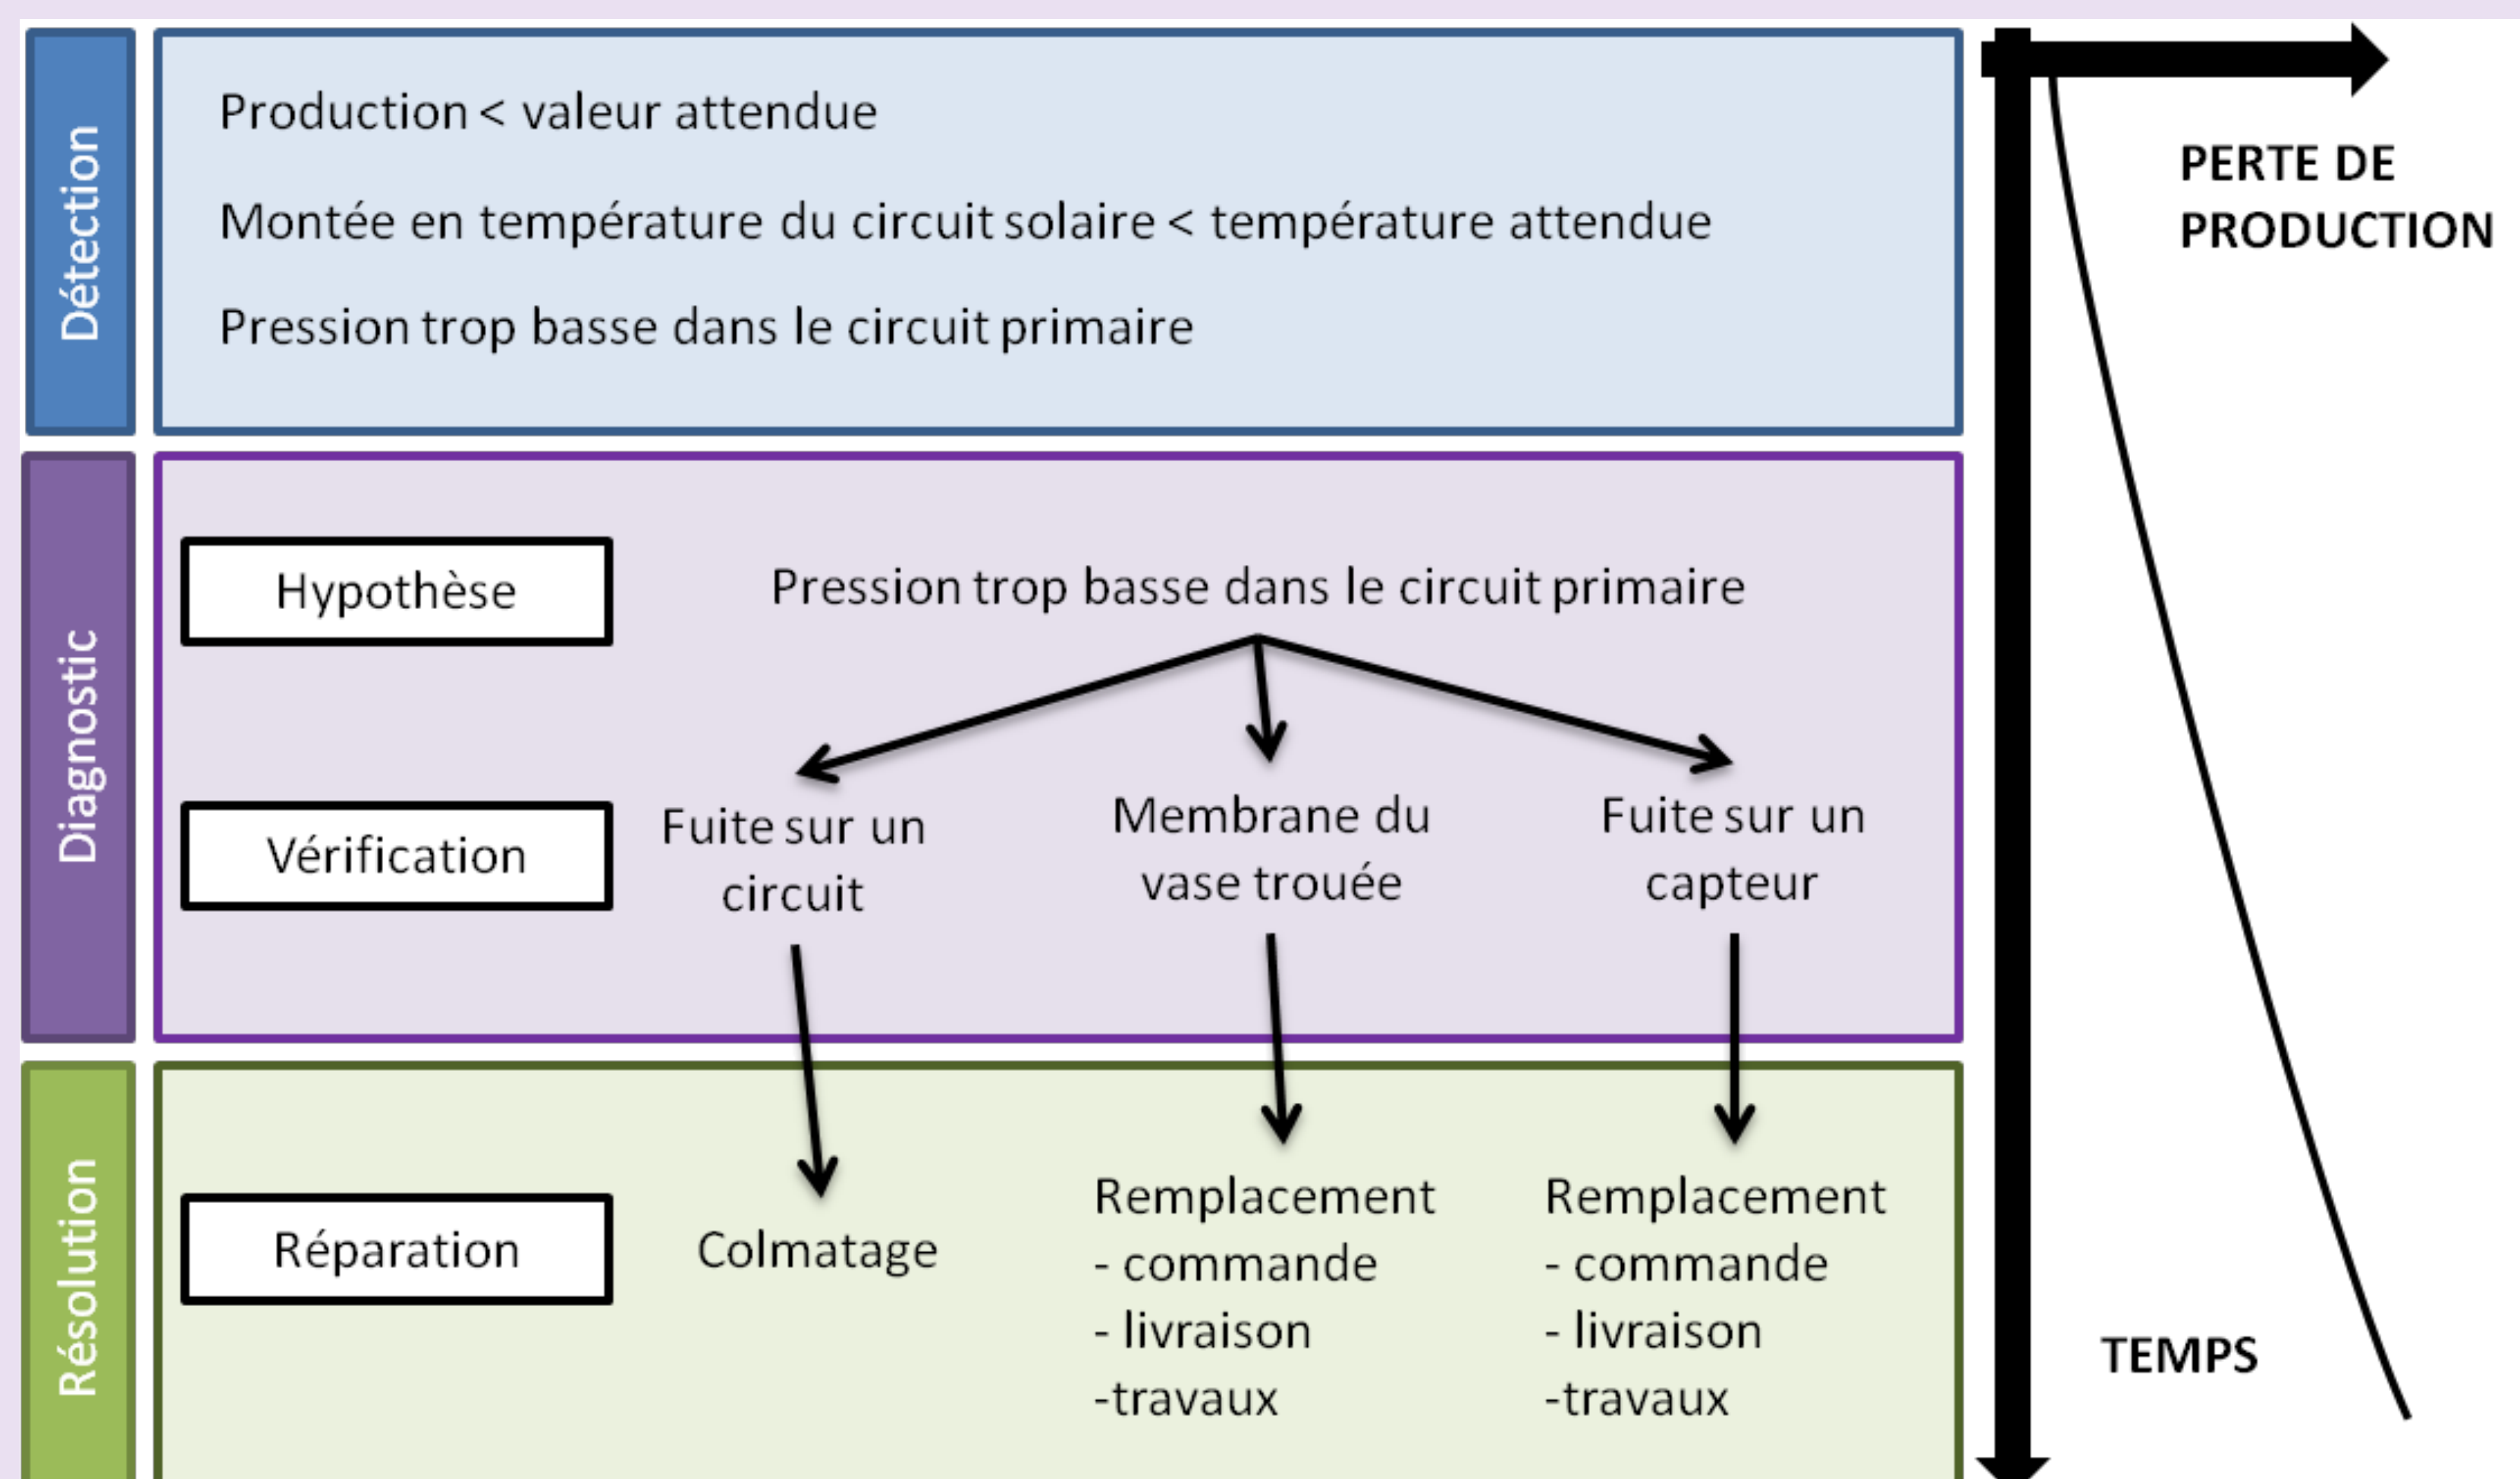 Détection
Production < valeur attendue
Montée en température du circuit solaire < température attendue
Pression trop basse dans le circuit primaire
PERTE DE
PRODUCTION
Diagnostic
Hypothèse
Pression trop basse dans le circuit primaire
Vérification
Fuite sur un
circuit
Membrane du
vase trouée
Fuite sur un
capteur
Résolution
Réparation
Colmatage
Remplacement
- commande
- livraison
-travaux
Remplacement
- commande
- livraison
-travaux
TEMPS